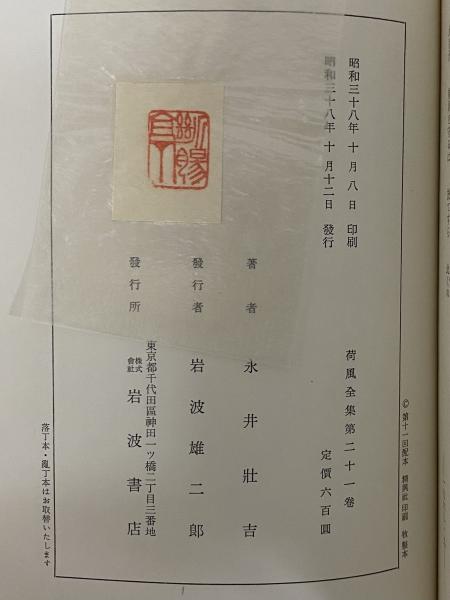 昭和三十八年十月八日 印刷
昭和三十八年十月十二日 發行
荷風全集第二十一卷
定價六百圓
著者 永井壯吉
發行者 岩波雄二郎
東京都千代田區神田一ッ橋二丁目三番地
發行所 株式會社 岩波書店
© 第十一回配本 精興社印刷 牧製本
落丁本・亂丁本はお取替いたします